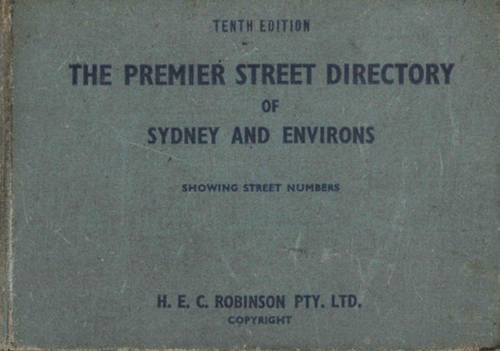 TENTH EDITION
THE PREMIER STREET DIRECTORY
OF
SYDNEY AND ENVIRONS
SHOWING STREET NUMBERS
H. E. C. ROBINSON PTY. LTD.
COPYRIGHT